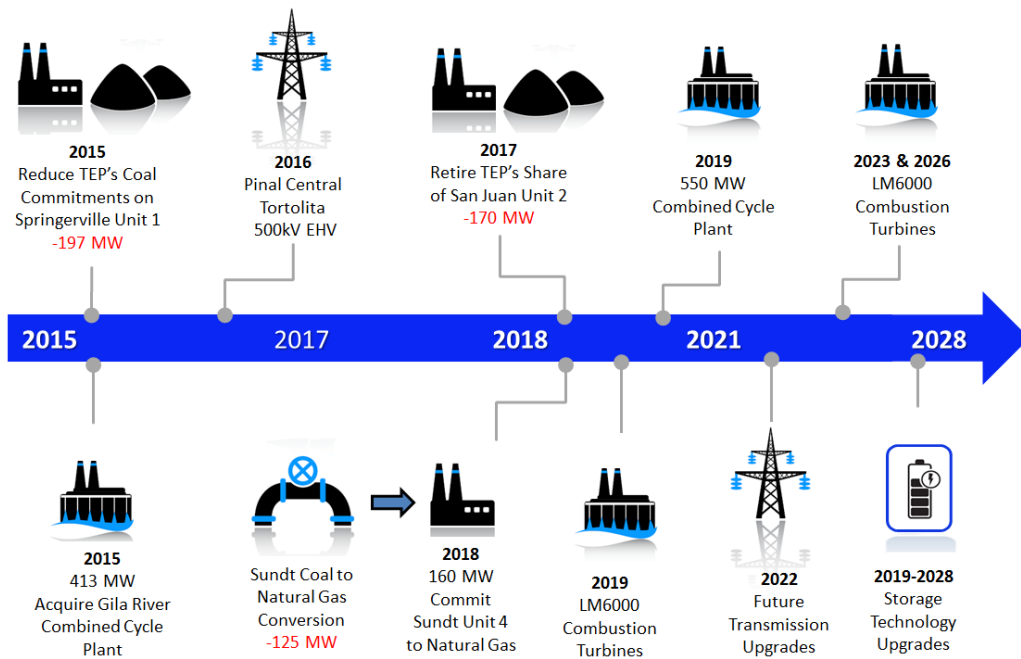 2015
Reduce TEP's Coal
Commitments on
Springerville Unit 1
-197 MW
2016
Pinal Central
Tortolita
500kV EHV
2017
Retire TEP's Share
of San Juan Unit 2
-170 MW
2019
550 MW
Combined Cycle
Plant
2023 & 2026
LM6000
Combustion
Turbines
2015
2017
2018
2021
2028
2015
413 MW
Acquire Gila River
Combined Cycle
Plant
Sundt Coal to
Natural Gas
Conversion
-125 MW
2018
160 MW
Commit
Sundt Unit 4
to Natural Gas
2019
LM6000
Combustion
Turbines
2022
Future
Transmission
Upgrades
2019-2028
Storage
Technology
Upgrades